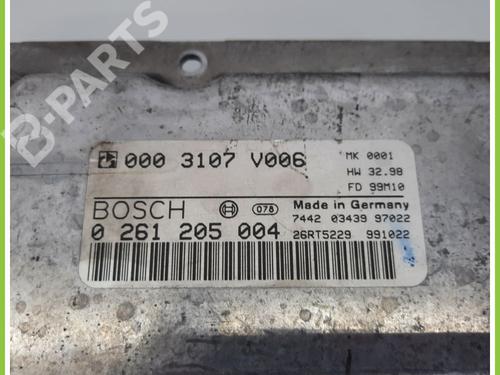 B-PARTS
000 3107 V006
MK 0001
HW 32.98
FD 99M10
BOSCH
078
Made in Germany
7442 03439 97022
0 261 205 004
26RT5229 991022